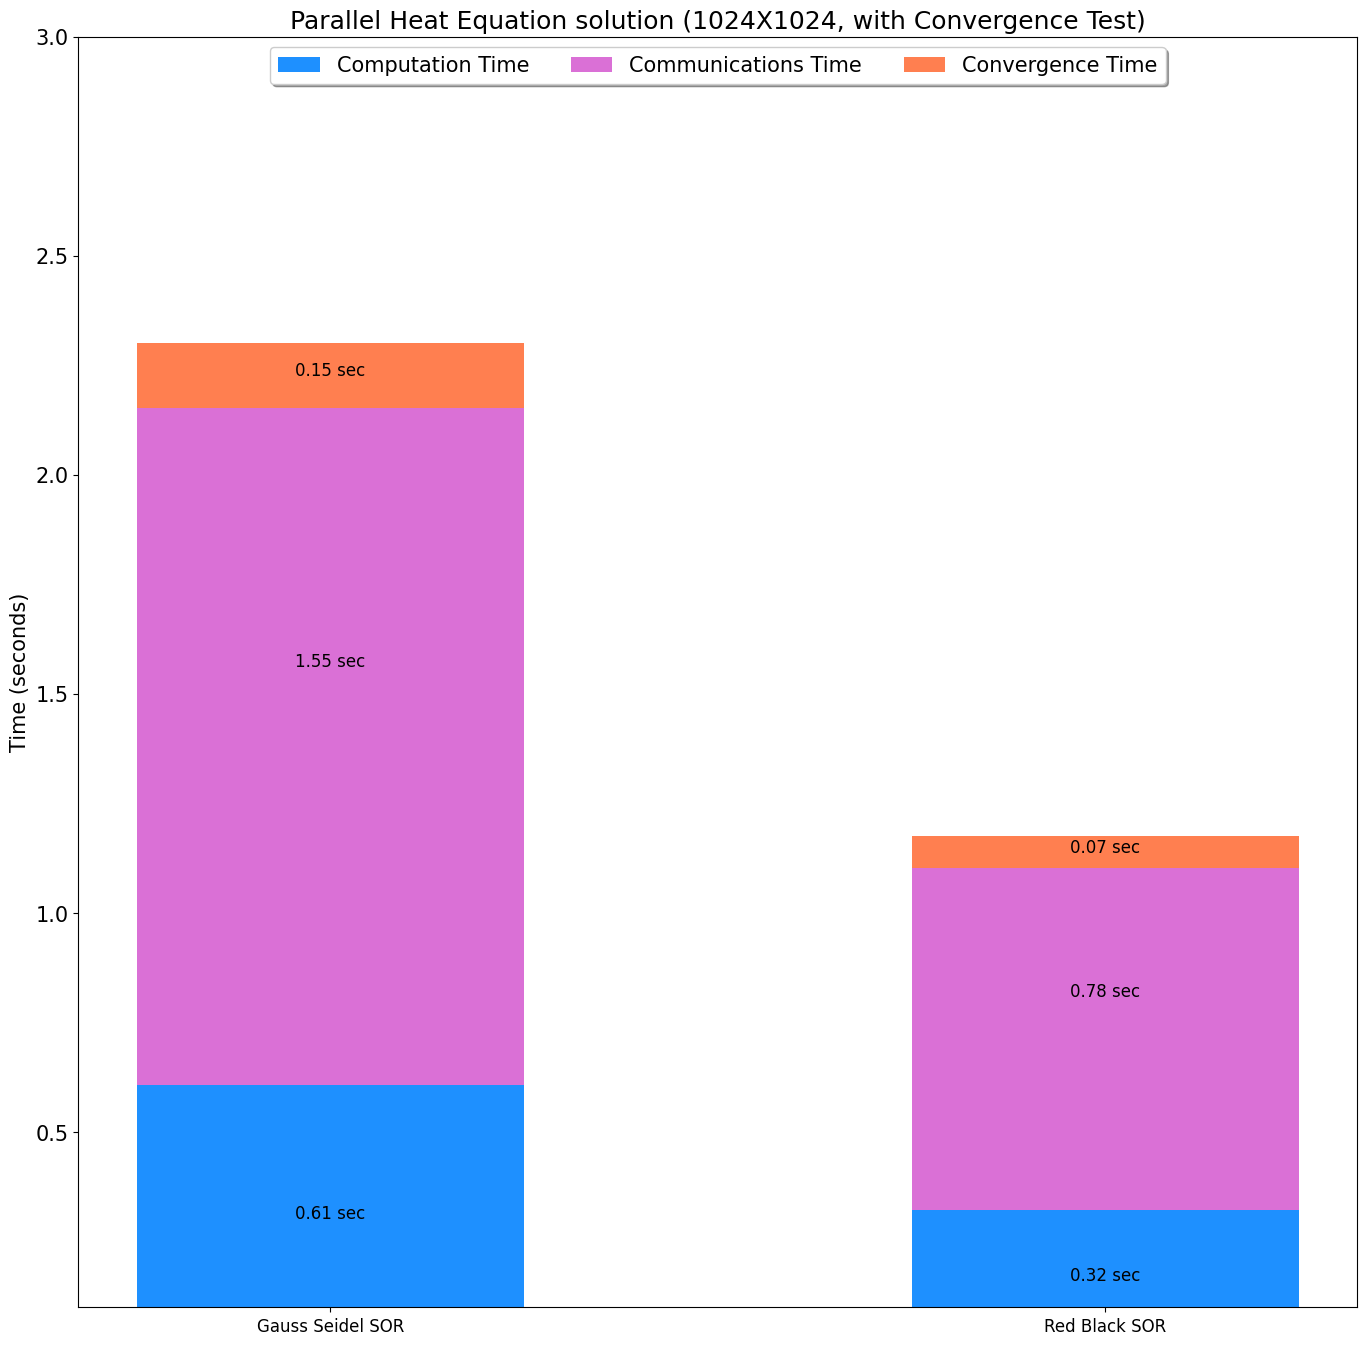 Parallel Heat Equation solution (1024X1024, with Convergence Test)
Computation Time
Communications Time
Convergence Time
3.0
2.5
2.0
1.5
1.0
0.5
Time (seconds)
0.15 sec
1.55 sec
0.61 sec
0.07 sec
0.78 sec
0.32 sec
Gauss Seidel SOR
Red Black SOR